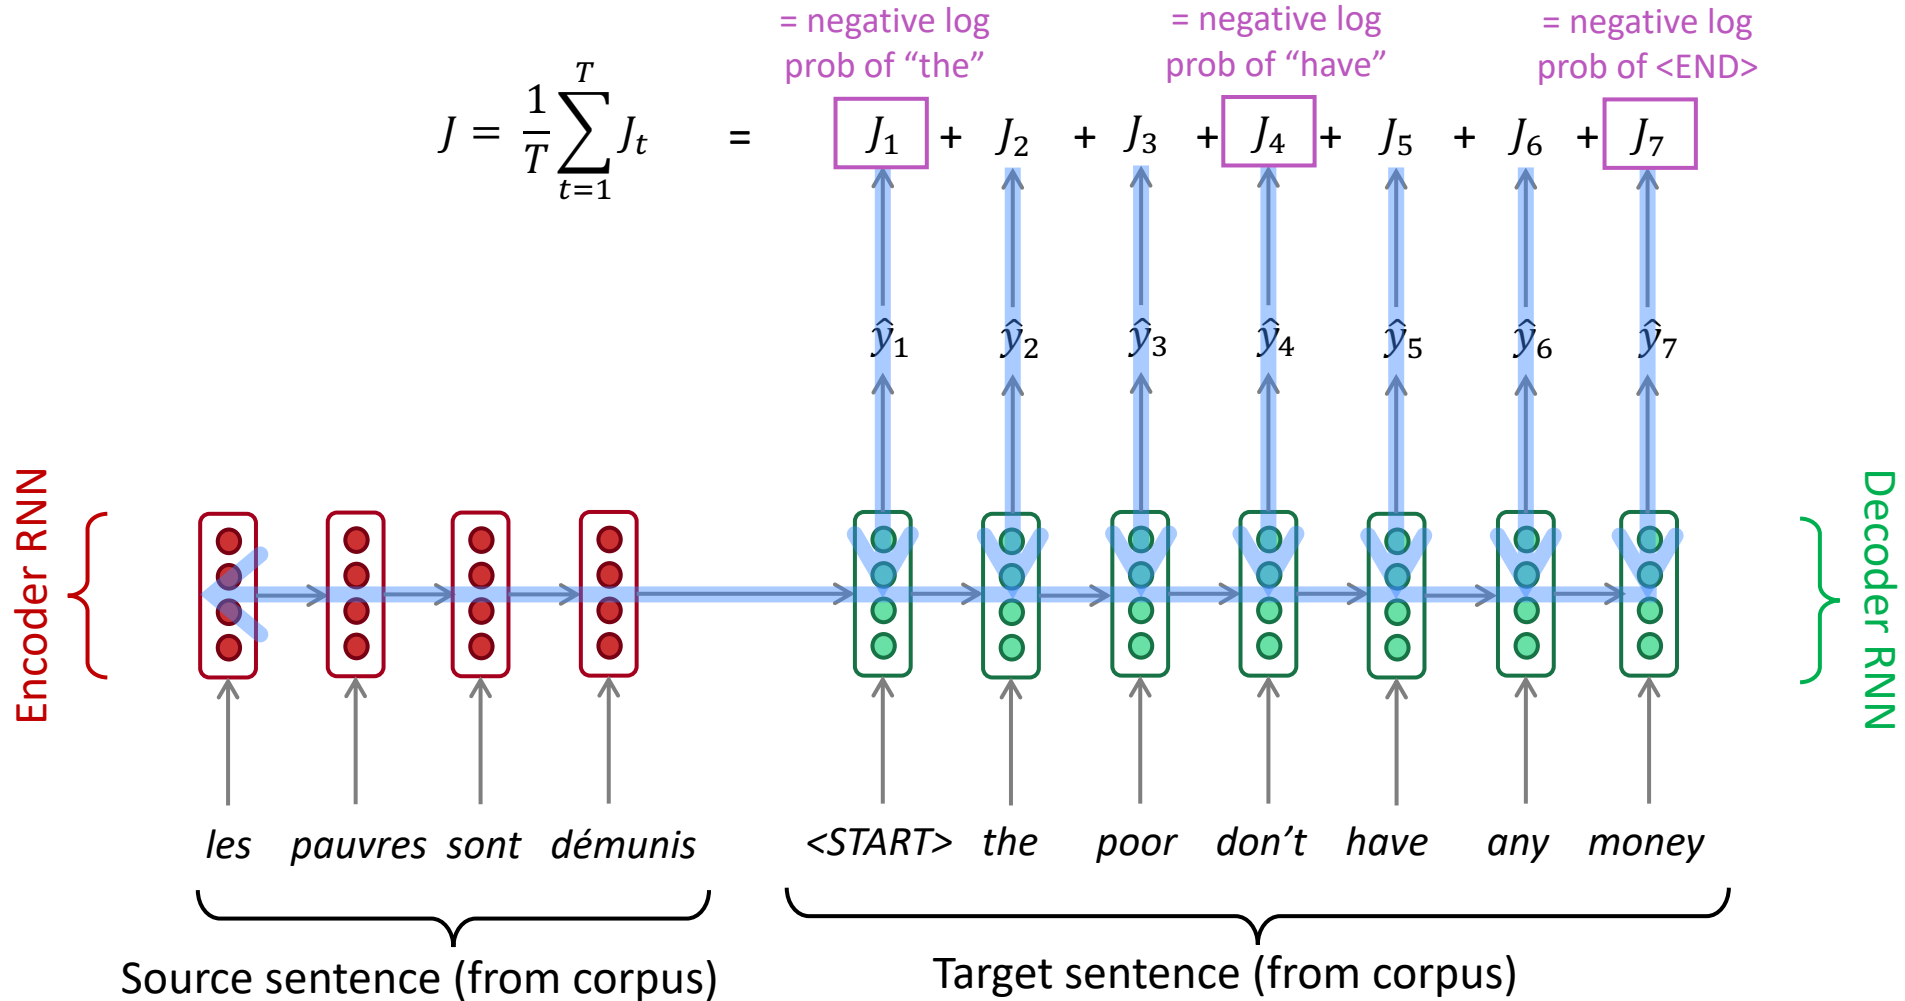 = negative log
prob of “the”
= negative log
prob of “have”
= negative log
prob of <END>
J = 1/T ∑_{t=1}^{T} J_t = J_1 + J_2 + J_3 + J_4 + J_5 + J_6 + J_7
ŷ_1 ŷ_2 ŷ_3 ŷ_4 ŷ_5 ŷ_6 ŷ_7
Encoder RNN
Decoder RNN
les pauvres sont démunis <START> the poor don’t have any money
Source sentence (from corpus)
Target sentence (from corpus)